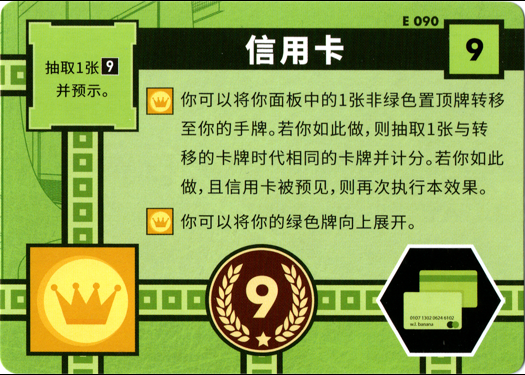 E 090
信用卡
9
抽取1张9
并预示。
你可以将你面板中的1张非绿色置顶牌转移
至你的手牌。若你如此做，则抽取1张与转
移的卡牌时代相同的卡牌并计分。若你如此
做，且信用卡被预见，则再次执行本效果。
你可以将你的绿色牌向上展开。
9
0107 1302 0624 6102
w.l. banana